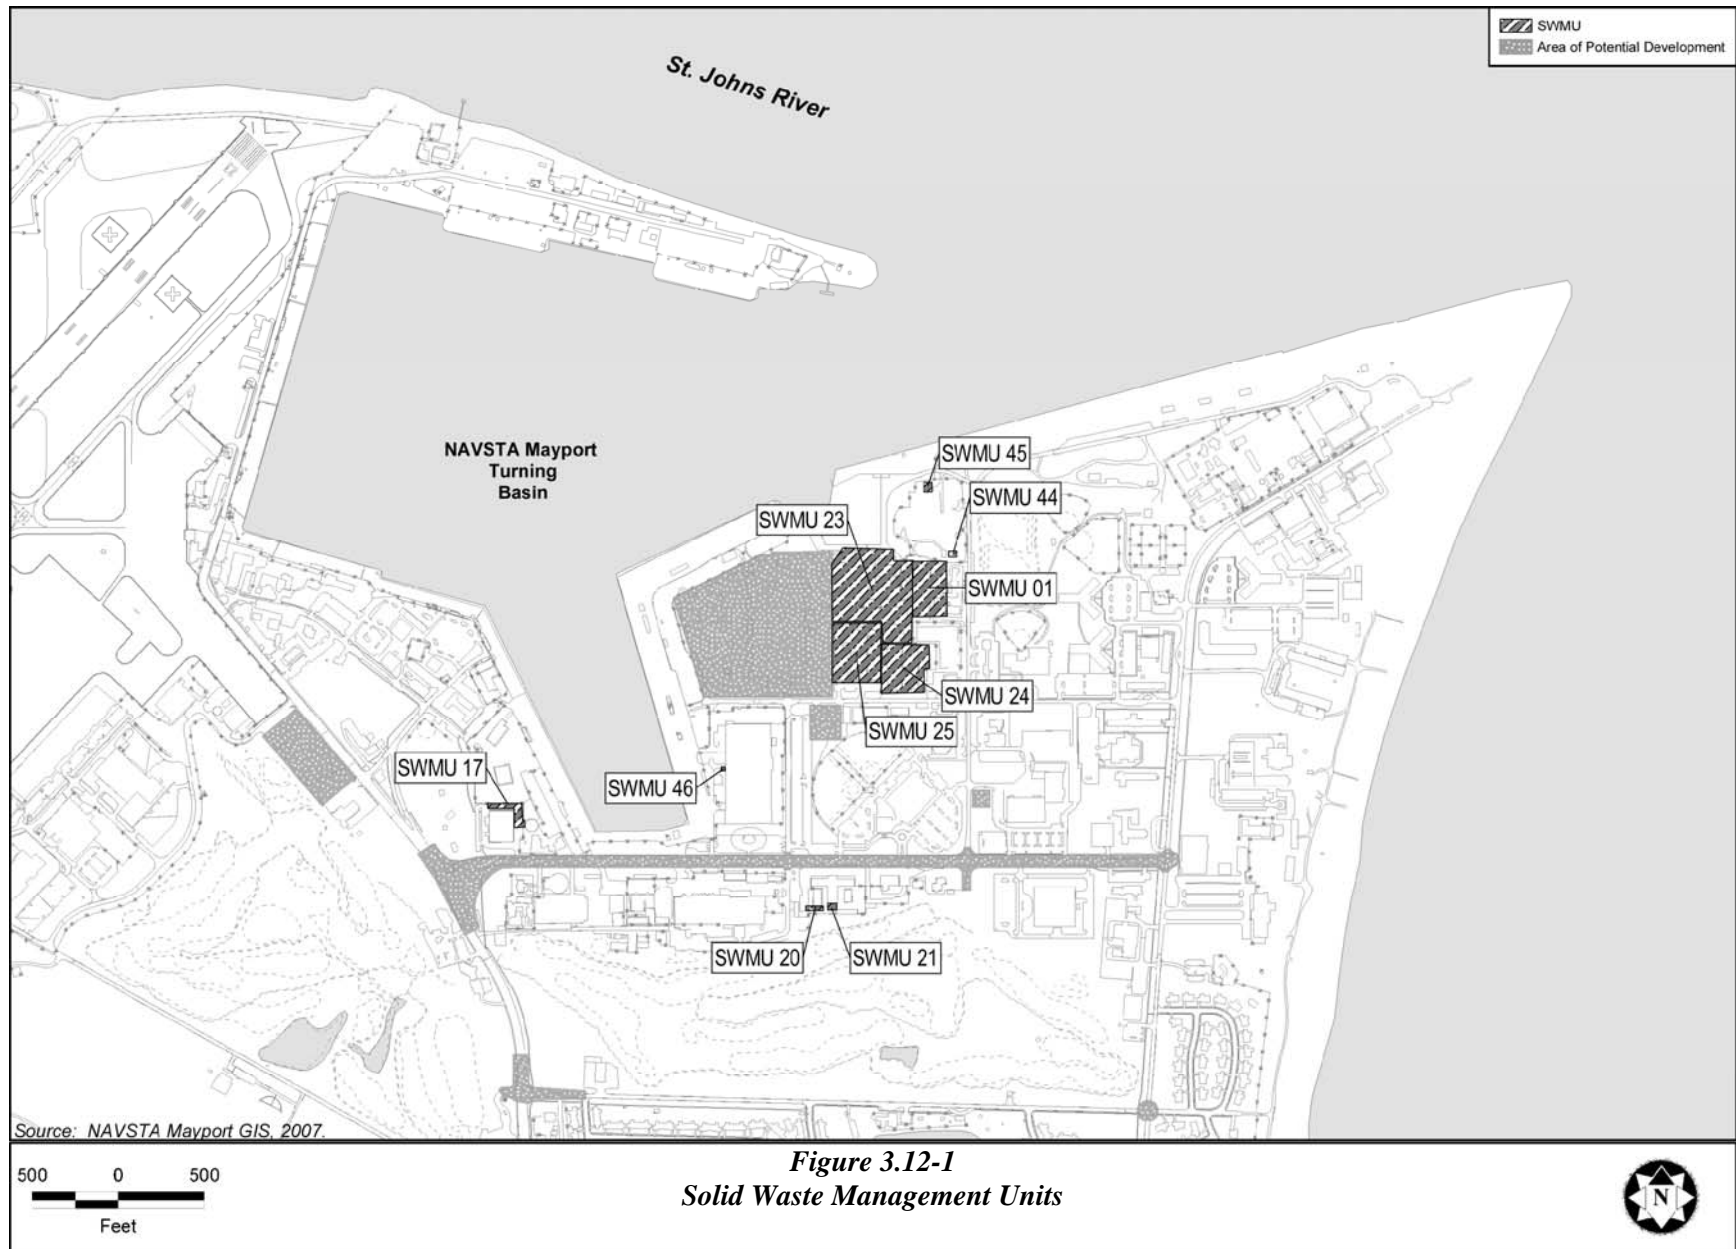 SWMU
Area of Potential Development
St. Johns River
NAVSTA Mayport
Turning
Basin
SWMU 45
SWMU 44
SWMU 23
SWMU 01
SWMU 24
SWMU 25
SWMU 17
SWMU 46
SWMU 20
SWMU 21
Source: NAVSTA Mayport GIS, 2007.
500 0 500
Feet
Figure 3.12-1
Solid Waste Management Units
N